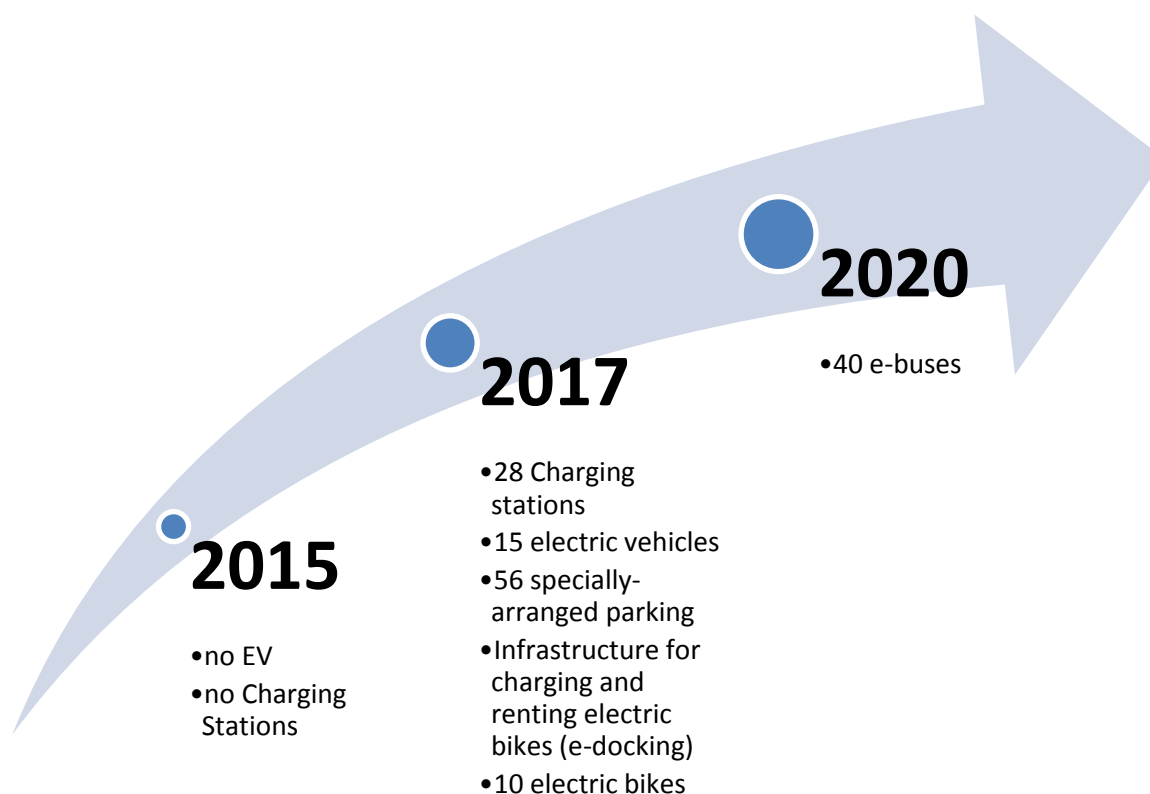 2015
•no EV
•no Charging
Stations
2017
•28 Charging
stations
•15 electric vehicles
•56 specially-
arranged parking
•Infrastructure for
charging and
renting electric
bikes (e-docking)
•10 electric bikes
2020
•40 e-buses